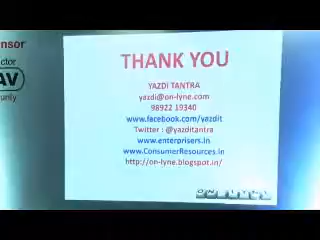 THANK YOU
YAZDI TANTRA
yazdi@on-lyne.com
98922 19340
www.facebook.com/yazdit
Twitter : @yazditantra
www.enterprisers.in
www.ConsumerResources.in
http://on-lyne.blogspot.in/
nsor
ctor
AV
urity